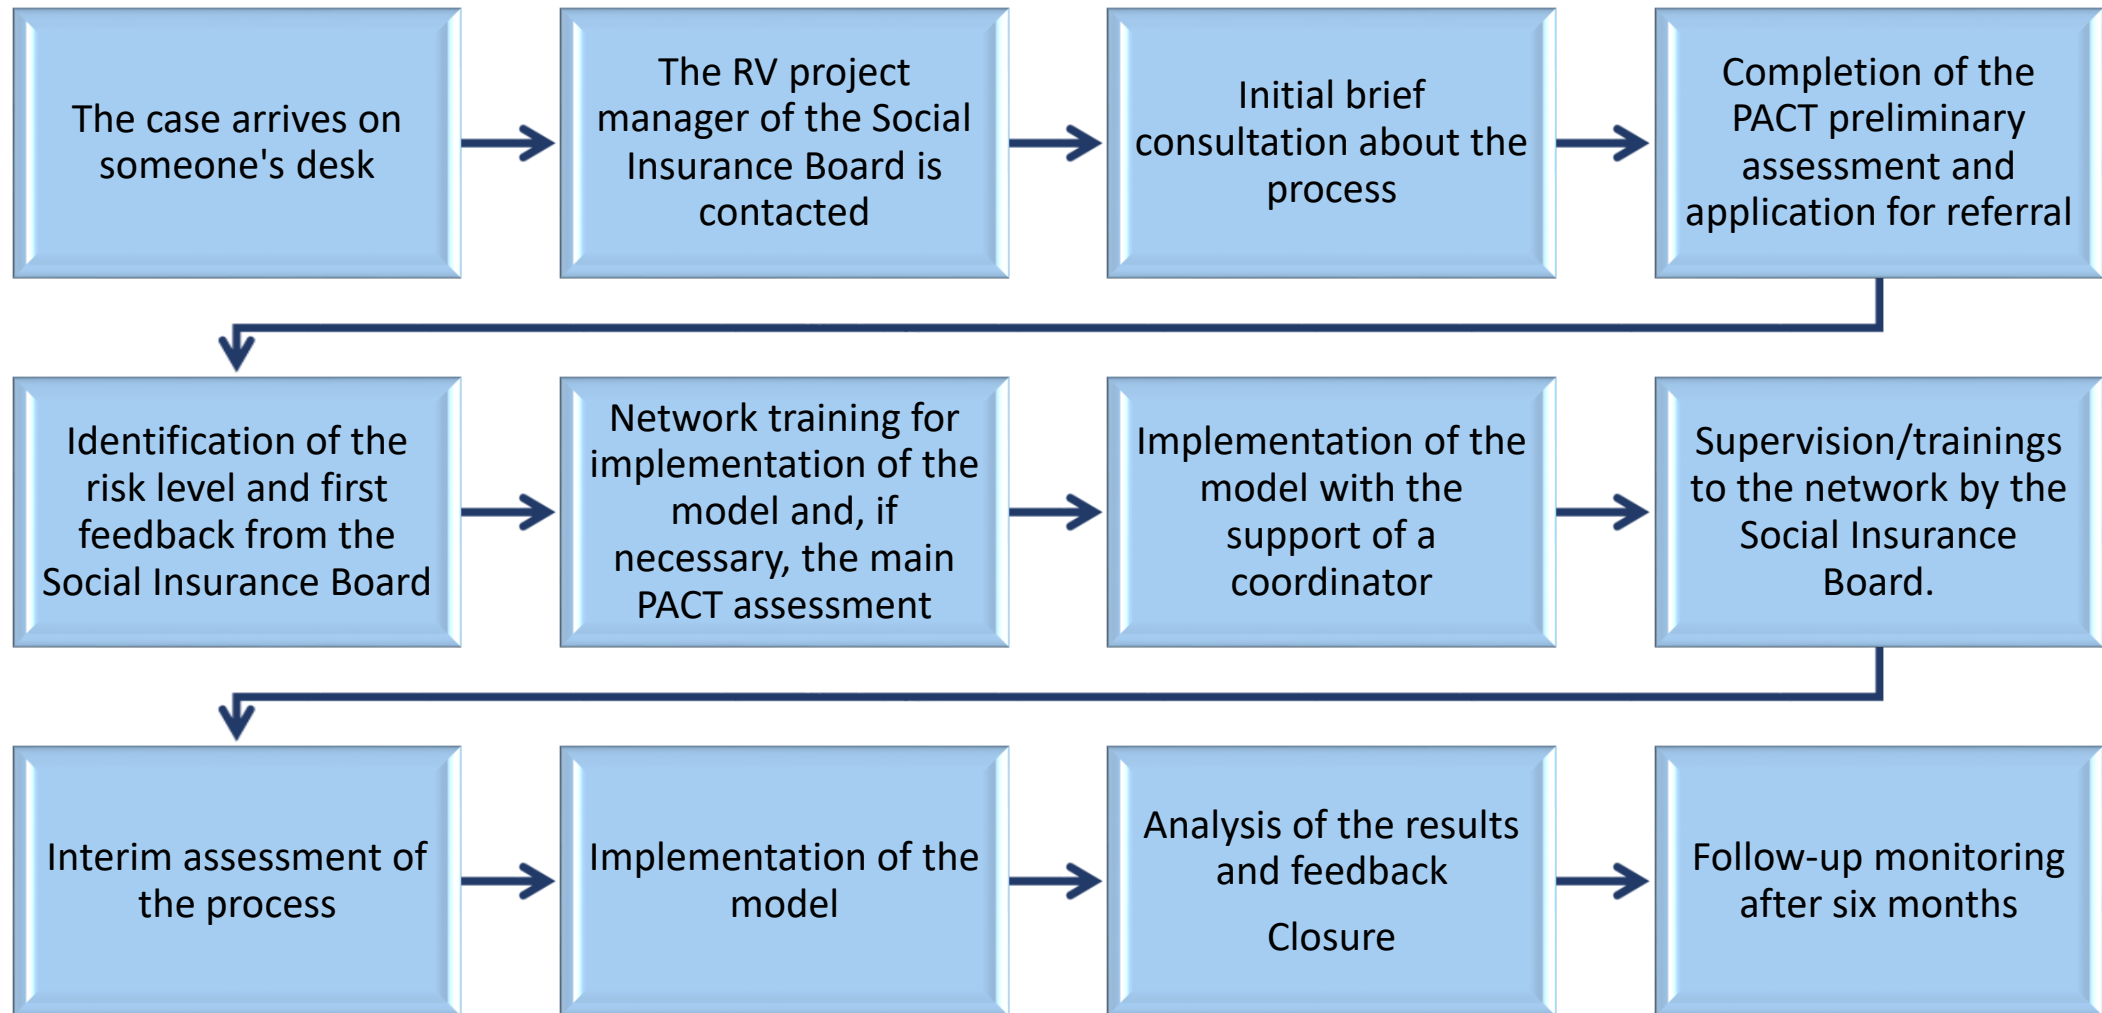 The case arrives on
someone's desk
The RV project
manager of the Social
Insurance Board is
contacted
Initial brief
consultation about the
process
Completion of the
PACT preliminary
assessment and
application for referral
Identification of the
risk level and first
feedback from the
Social Insurance Board
Network training for
implementation of the
model and, if
necessary, the main
PACT assessment
Implementation of the
model with the
support of a
coordinator
Supervision/trainings
to the network by the
Social Insurance
Board.
Interim assessment of
the process
Implementation of the
model
Analysis of the results
and feedback
Closure
Follow-up monitoring
after six months